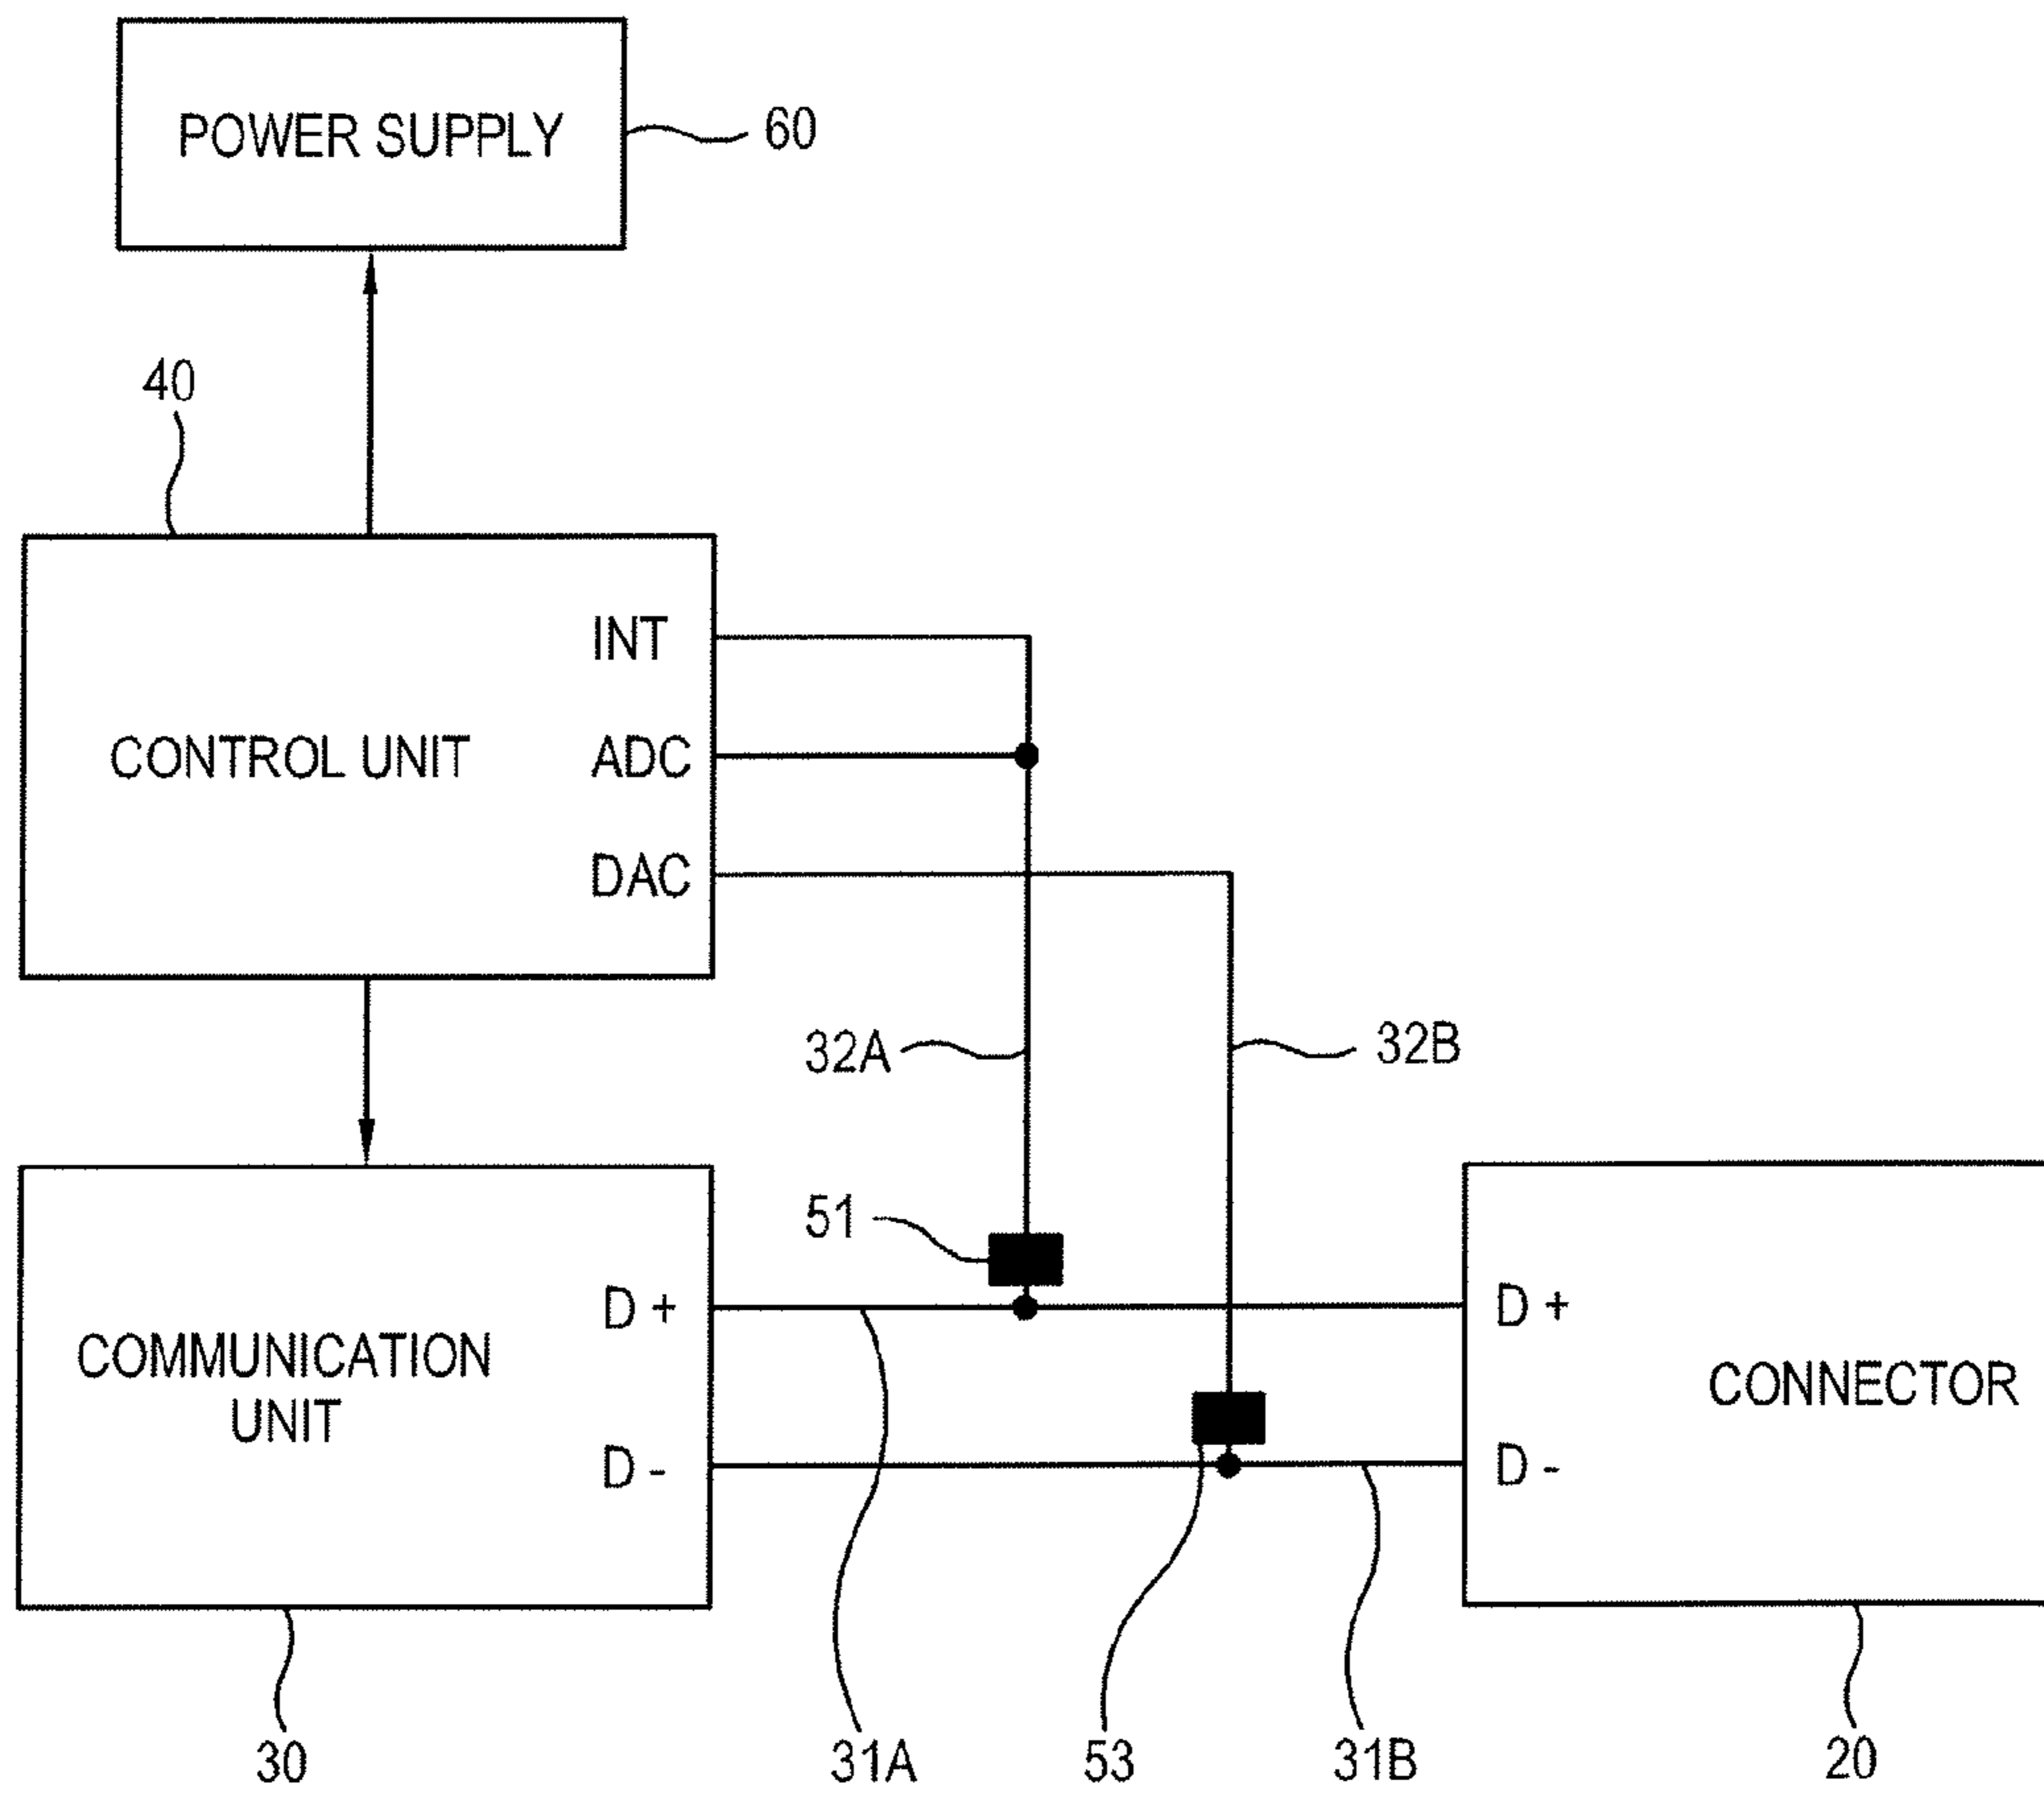 POWER SUPPLY
60
40
INT
CONTROL UNIT
ADC
DAC
32A
32B
51
D +
D +
COMMUNICATION
UNIT
CONNECTOR
D -
D -
30
31A
53
31B
20